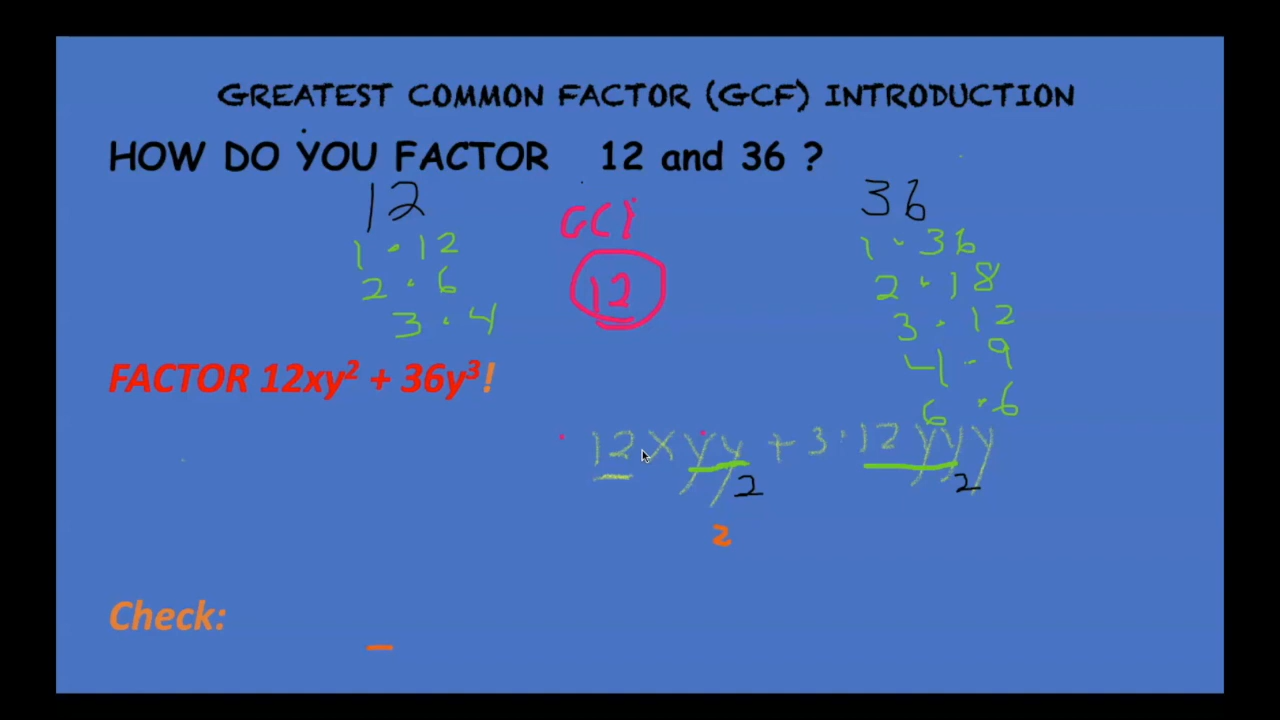 GREATEST COMMON FACTOR (GCF) INTRODUCTION
HOW DO YOU FACTOR 12 and 36 ?
12 GCF 36
1 · 12 1 · 36
2 · 6 12 2 · 18
3 · 4 3 · 12
4 · 9
FACTOR 12xy² + 36y³!
6 · 6
12xyy + 3 · 12yyy
2 2
2
Check: